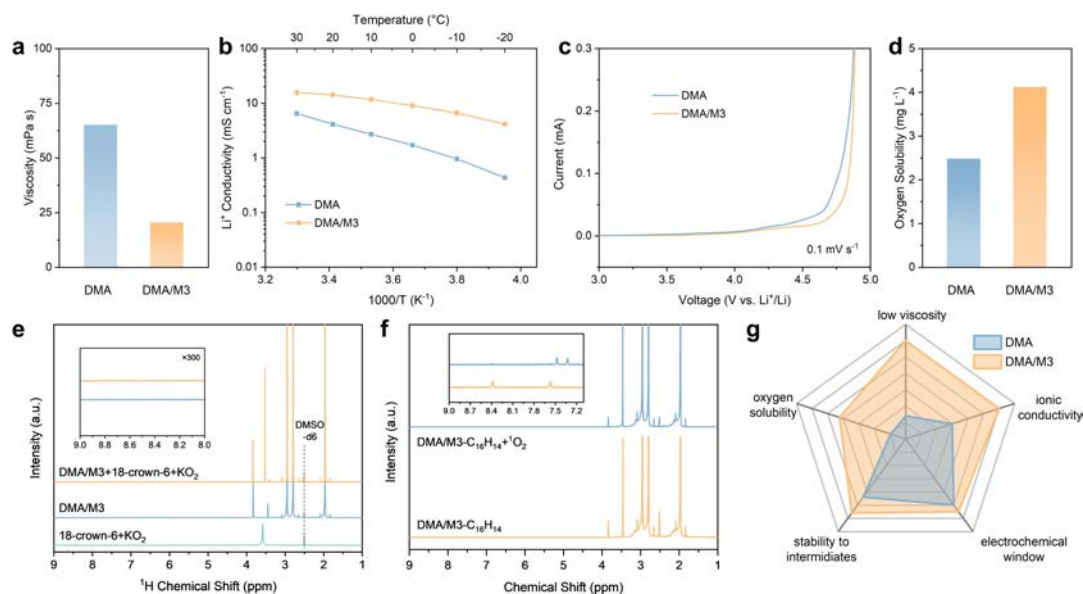 a
Viscosity (mPa s)
100
75
50
25
0
DMA
DMA/M3
b
Temperature (°C)
30
20
10
0
-10
-20
Li⁺ Conductivity (mS cm⁻¹)
100
10
1
0.1
0.01
DMA
DMA/M3
3.2
3.4
3.6
3.8
4.0
1000/T (K⁻¹)
c
Current (mA)
0.3
0.2
0.1
0.0
DMA
DMA/M3
0.1 mV s⁻¹
3.0
3.5
4.0
4.5
5.0
Voltage (V vs. Li⁺/Li)
d
Oxygen Solubility (mg L⁻¹)
5
4
3
2
1
0
DMA
DMA/M3
e
Intensity (a.u.)
×300
9.0
8.8
8.6
8.4
8.2
8.0
DMSO
-d6
DMA/M3+18-crown-6+KO₂
DMA/M3
18-crown-6+KO₂
9
8
7
6
5
4
3
2
1
¹H Chemical Shift (ppm)
f
Intensity (a.u.)
9.0
8.7
8.4
8.1
7.8
7.5
7.2
DMA/M3-C₁₆H₁₄+¹O₂
DMA/M3-C₁₆H₁₄
9
8
7
6
5
4
3
2
1
Chemical Shift (ppm)
g
low viscosity
DMA
DMA/M3
oxygen
solubility
ionic
conductivity
stability to
intermidiates
electrochemical
window